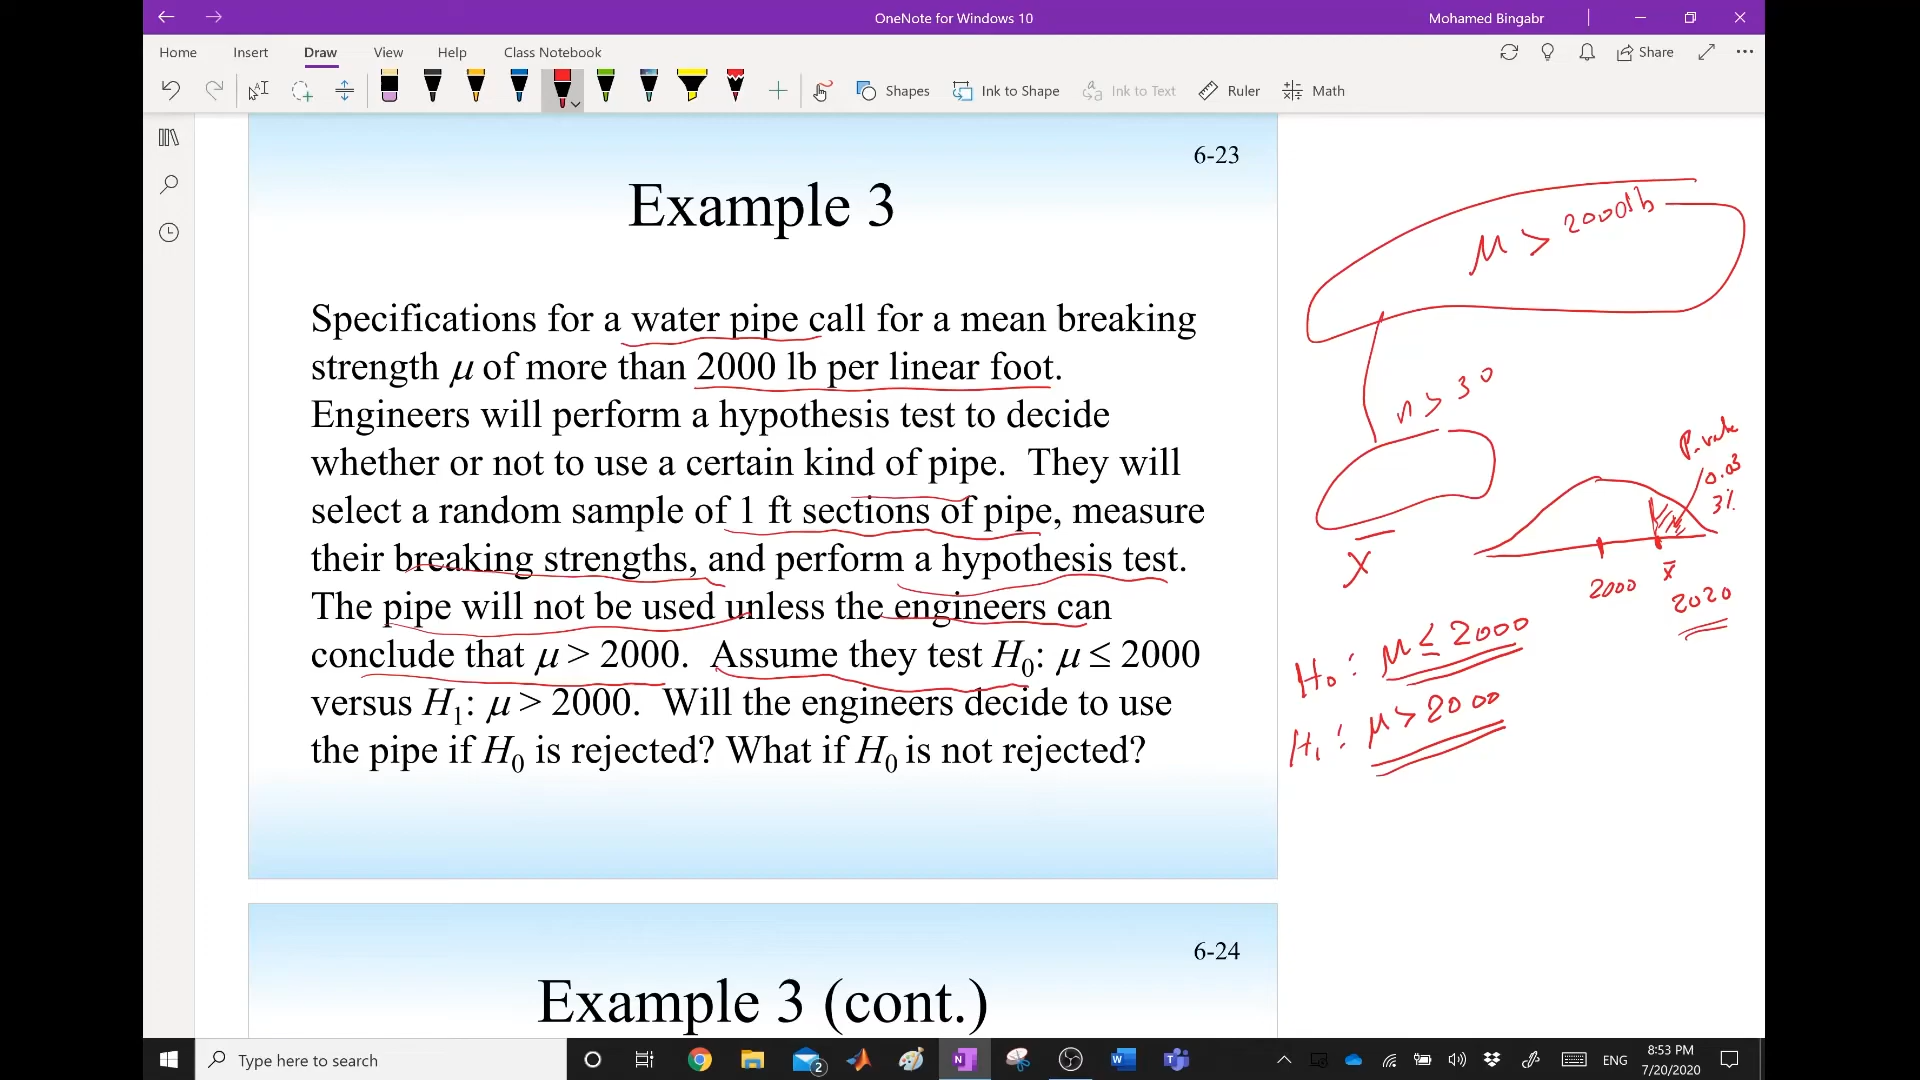 OneNote for Windows 10
Mohamed Bingabr
Home Insert Draw View Help Class Notebook
Share
Shapes Ink to Shape Ink to Text Ruler Math
6-23
Example 3
Specifications for a water pipe call for a mean breaking
strength μ of more than 2000 lb per linear foot.
Engineers will perform a hypothesis test to decide
whether or not to use a certain kind of pipe. They will
select a random sample of 1 ft sections of pipe, measure
their breaking strengths, and perform a hypothesis test.
The pipe will not be used unless the engineers can
conclude that μ > 2000. Assume they test H0: μ ≤ 2000
versus H1: μ > 2000. Will the engineers decide to use
the pipe if H0 is rejected? What if H0 is not rejected?
μ > 2000lb
n > 30
X̄
P. value
0.03
3%
2000
x̄
2020
H0 : μ ≤ 2000
H1 : μ > 2000
6-24
Example 3 (cont.)
Type here to search
2
ENG
8:53 PM
7/20/2020